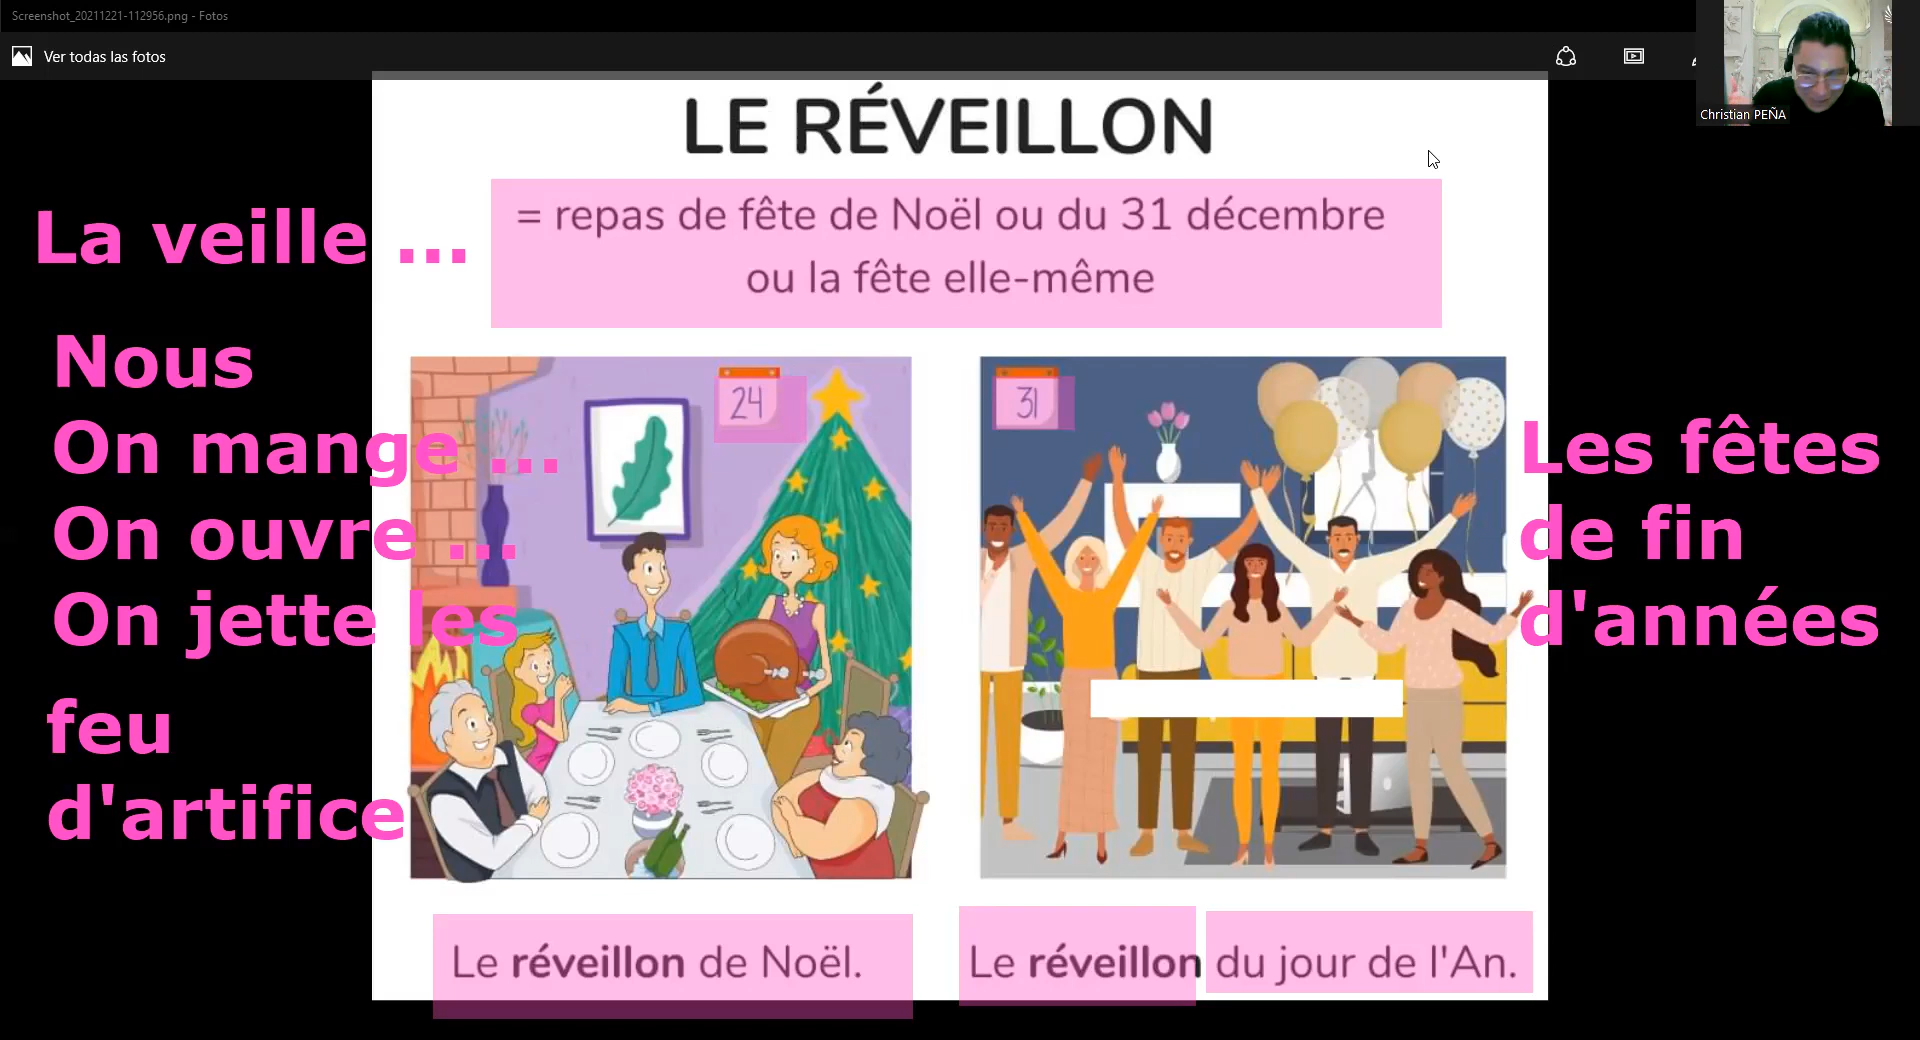 Screenshot_20211221-112956.png - Fotos
Ver todas las fotos
Christian PEÑA
LE RÉVEILLON
= repas de fête de Noël ou du 31 décembre
ou la fête elle-même
La veille ...
Nous
On mange ...
On ouvre ...
On jette les
feu
d'artifice
24
31
Les fêtes
de fin
d'années
Le réveillon de Noël.
Le réveillon du jour de l'An.